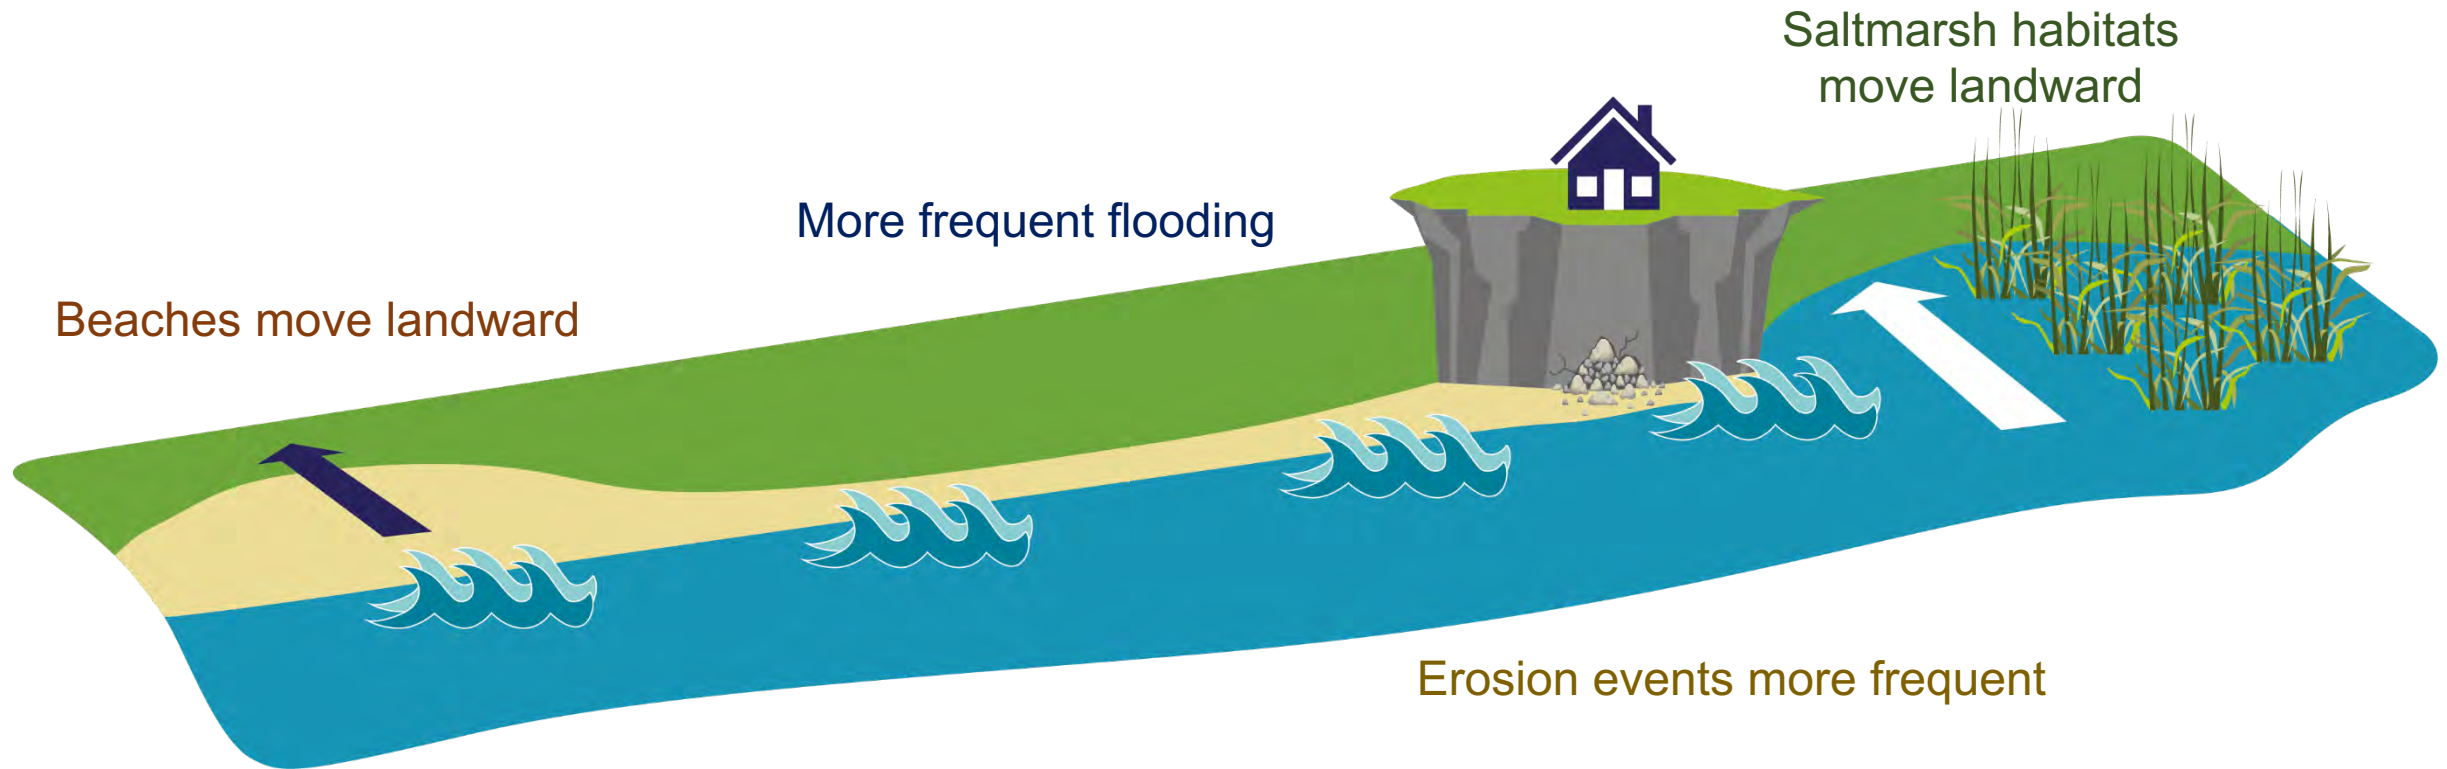 Saltmarsh habitats
move landward
More frequent flooding
Beaches move landward
Erosion events more frequent